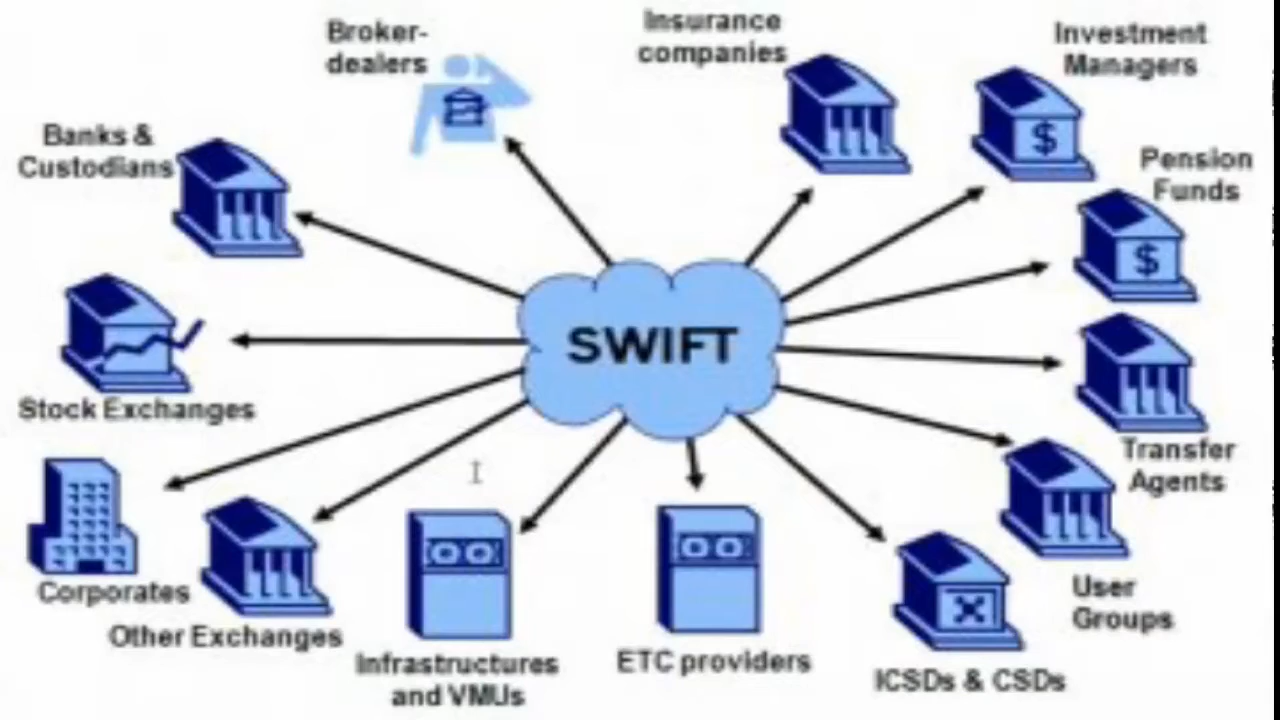 Broker-
dealers
Insurance
companies
Investment
Managers
Banks &
Custodians
Pension
Funds
$
$
SWIFT
Stock Exchanges
Transfer
Agents
Corporates
Other Exchanges
User
Groups
Infrastructures
and VMUs
ETC providers
ICSDs & CSDs